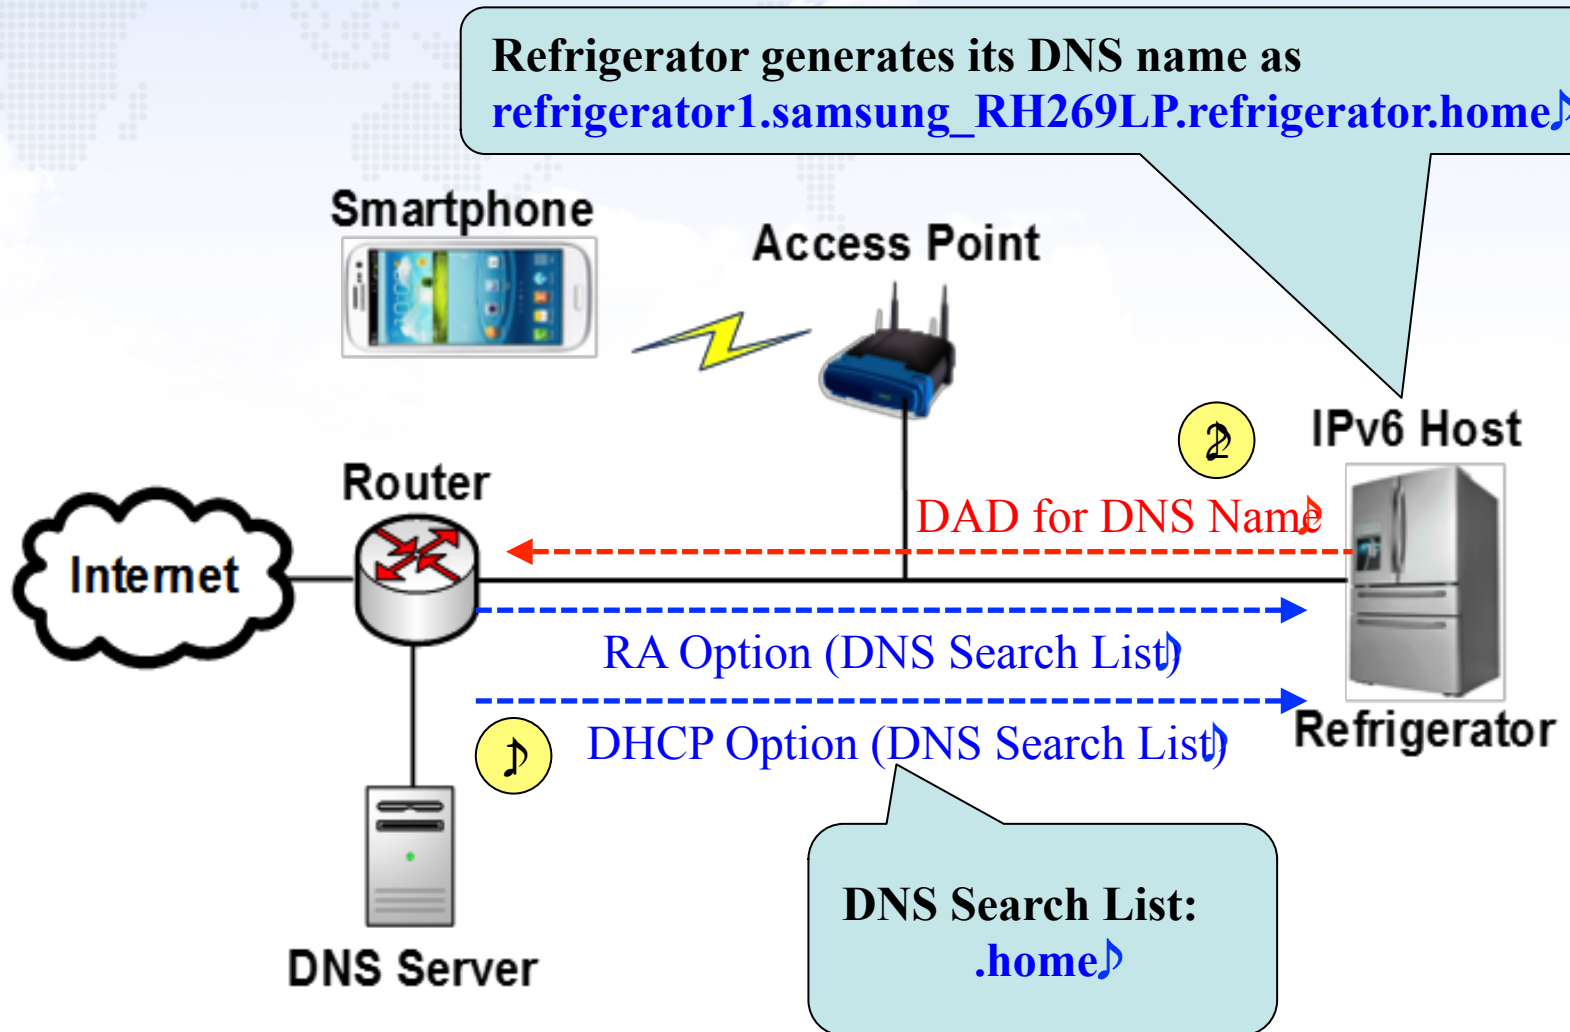 Refrigerator generates its DNS name as
refrigerator1.samsung_RH269LP.refrigerator.home♪
Smartphone
Access Point
IPv6 Host
2
Router
DAD for DNS Name♪
Internet
RA Option (DNS Search List)♪
1
DHCP Option (DNS Search List)♪
Refrigerator
DNS Search List:
.home♪
DNS Server